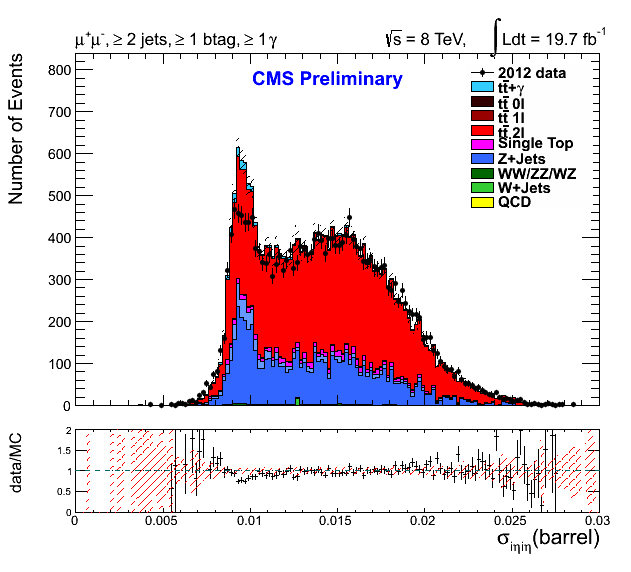 μ⁺μ⁻, ≥ 2 jets, ≥ 1 btag, ≥ 1 γ
√s = 8 TeV, ∫ Ldt = 19.7 fb⁻¹
CMS Preliminary
2012 data
tt̄+γ
tt̄ 0l
tt̄ 1l
tt̄ 2l
Single Top
Z+Jets
WW/ZZ/WZ
W+Jets
QCD
Number of Events
800
700
600
500
400
300
200
100
0
data/MC
2
1.5
1
0.5
0
0 0.005 0.01 0.015 0.02 0.025 0.03
σ_{iηiη}(barrel)